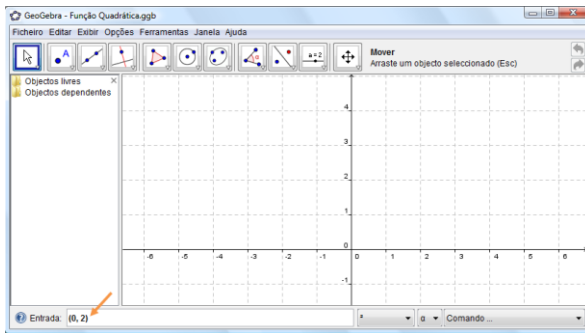 GeoGebra - Função Quadrática.ggb
Ficheiro Editar Exibir Opções Ferramentas Janela Ajuda
A
a=2
Mover
Arraste um objecto seleccionado (Esc)
Objectos livres
Objectos dependentes
4
3
2
1
0
-6 -5 -4 -3 -2 -1 0 1 2 3 4 5 6
-1
Entrada: (0, 2) ² α Comando ...